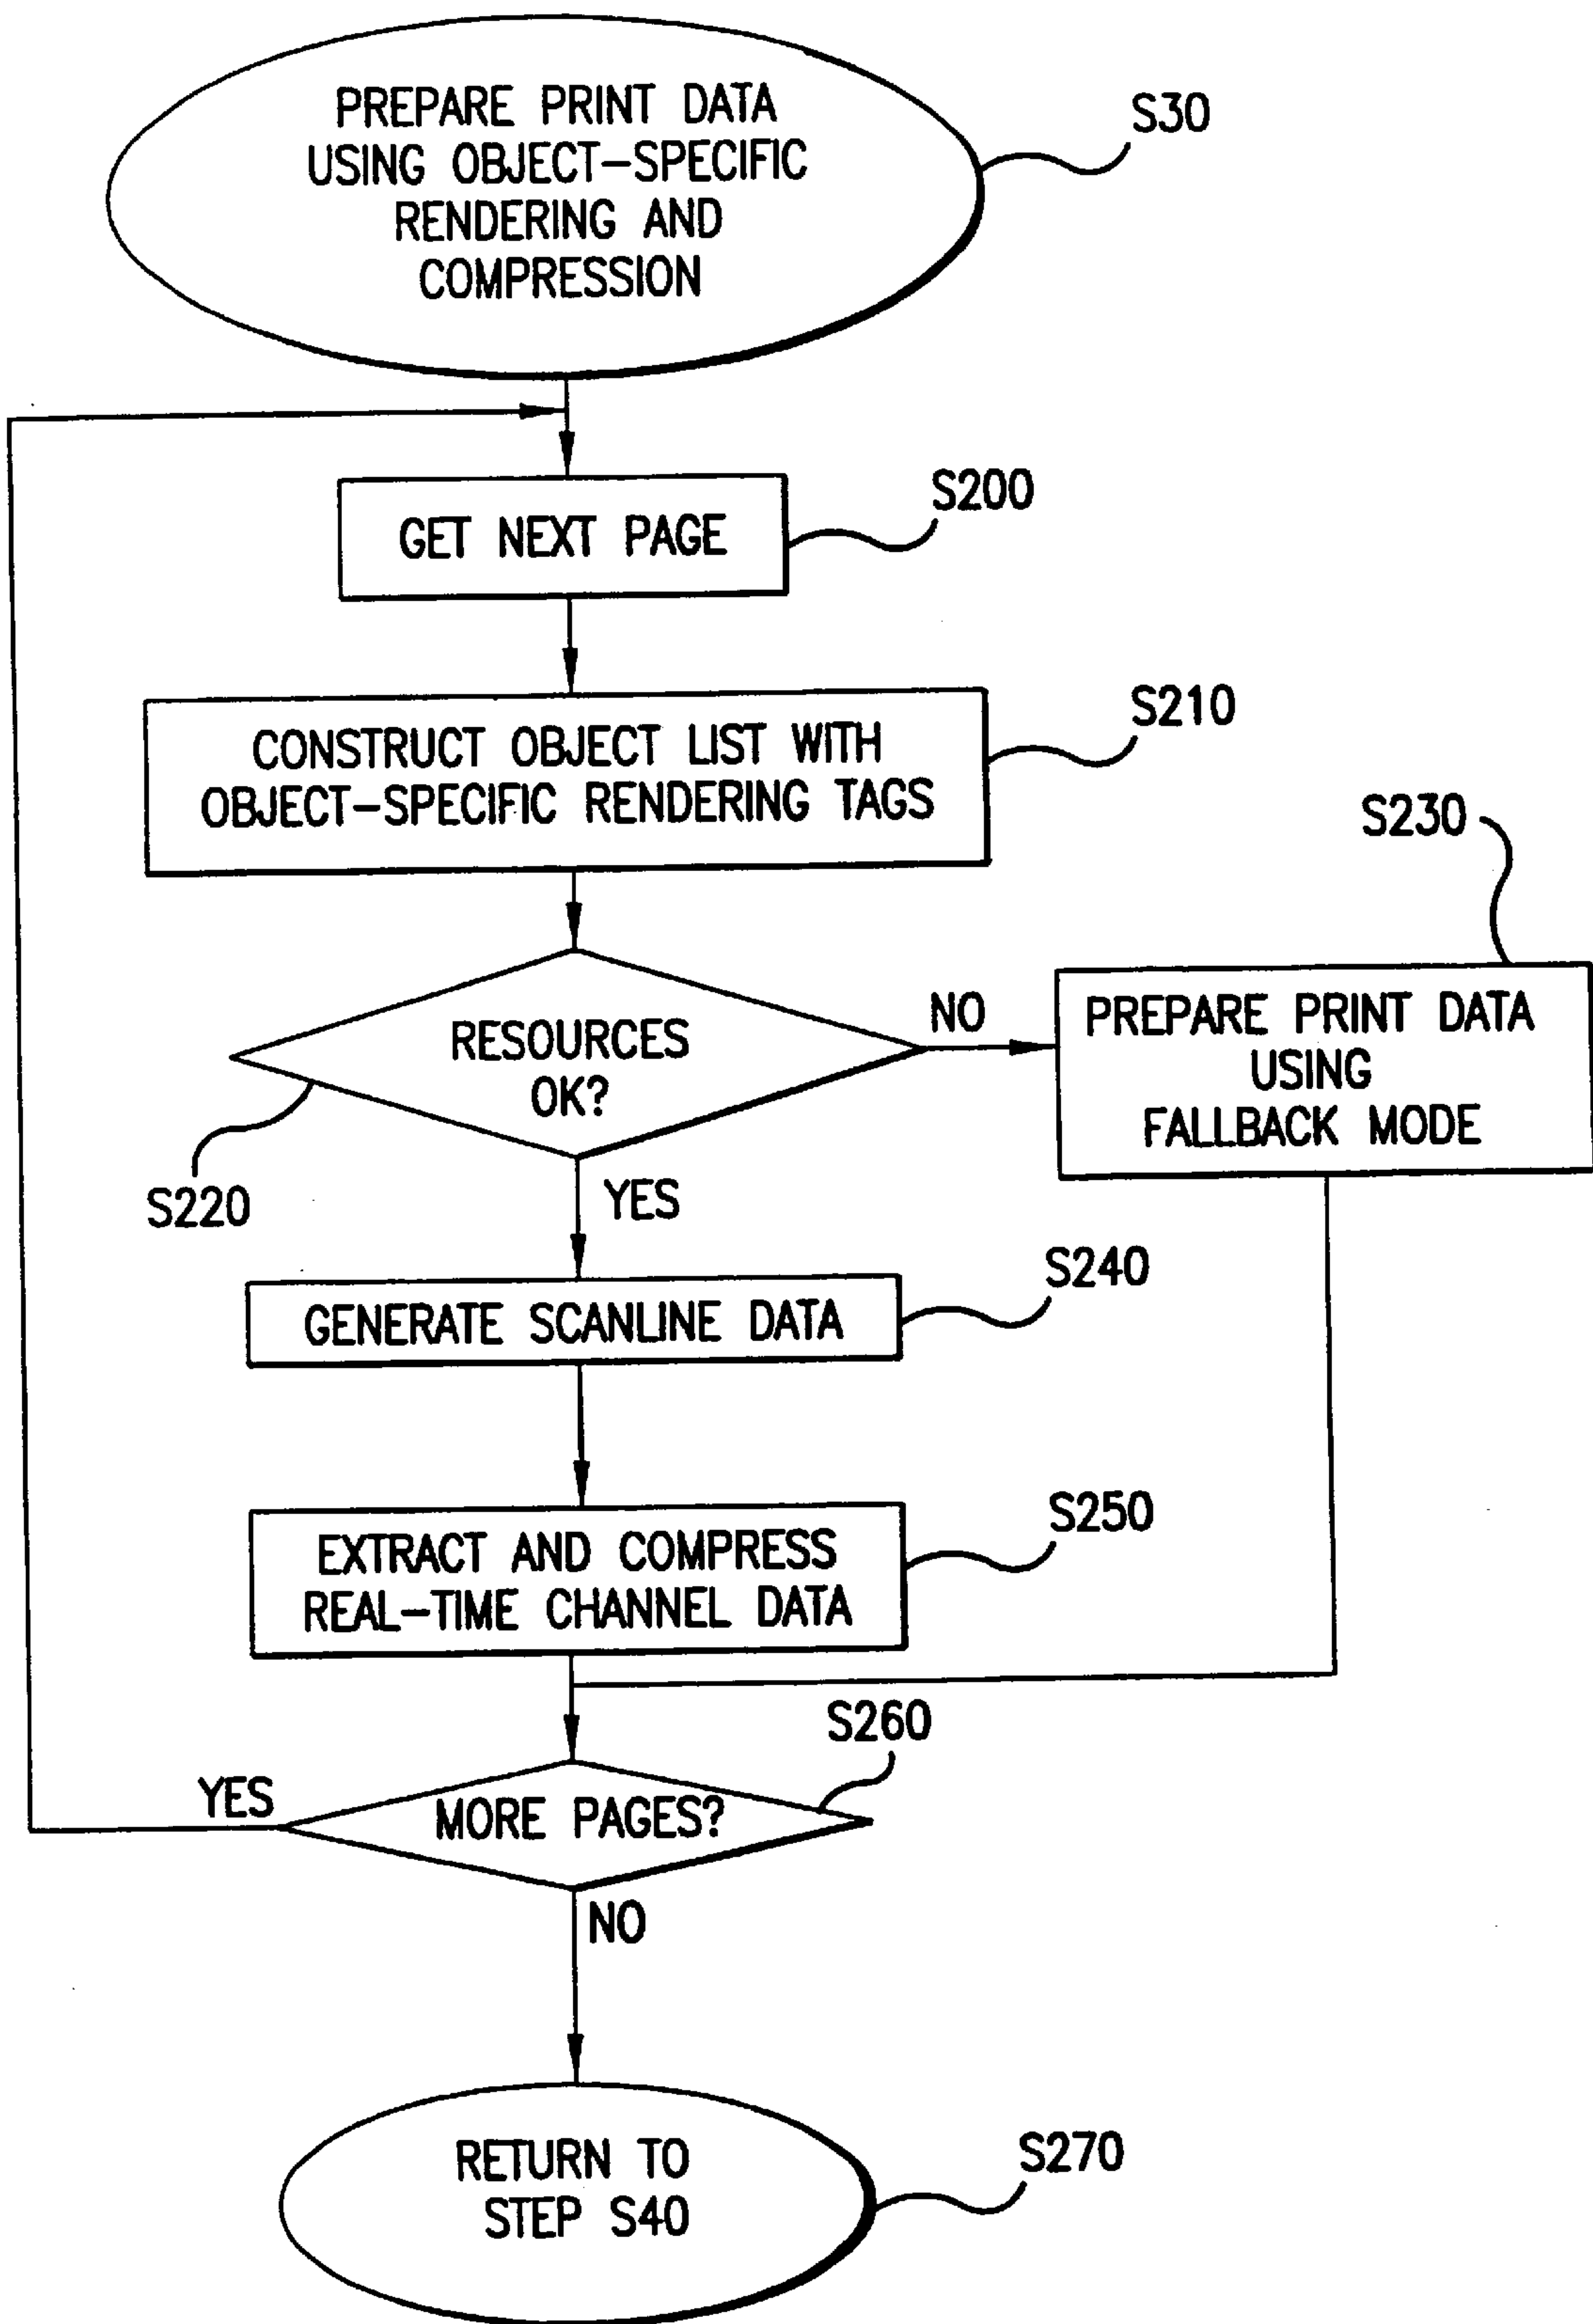 PREPARE PRINT DATA
USING OBJECT-SPECIFIC
RENDERING AND
COMPRESSION
S30
GET NEXT PAGE
S200
CONSTRUCT OBJECT LIST WITH
OBJECT-SPECIFIC RENDERING TAGS
S210
RESOURCES
OK?
S220
NO
PREPARE PRINT DATA
USING
FALLBACK MODE
S230
YES
GENERATE SCANLINE DATA
S240
EXTRACT AND COMPRESS
REAL-TIME CHANNEL DATA
S250
MORE PAGES?
S260
YES
NO
RETURN TO
STEP S40
S270